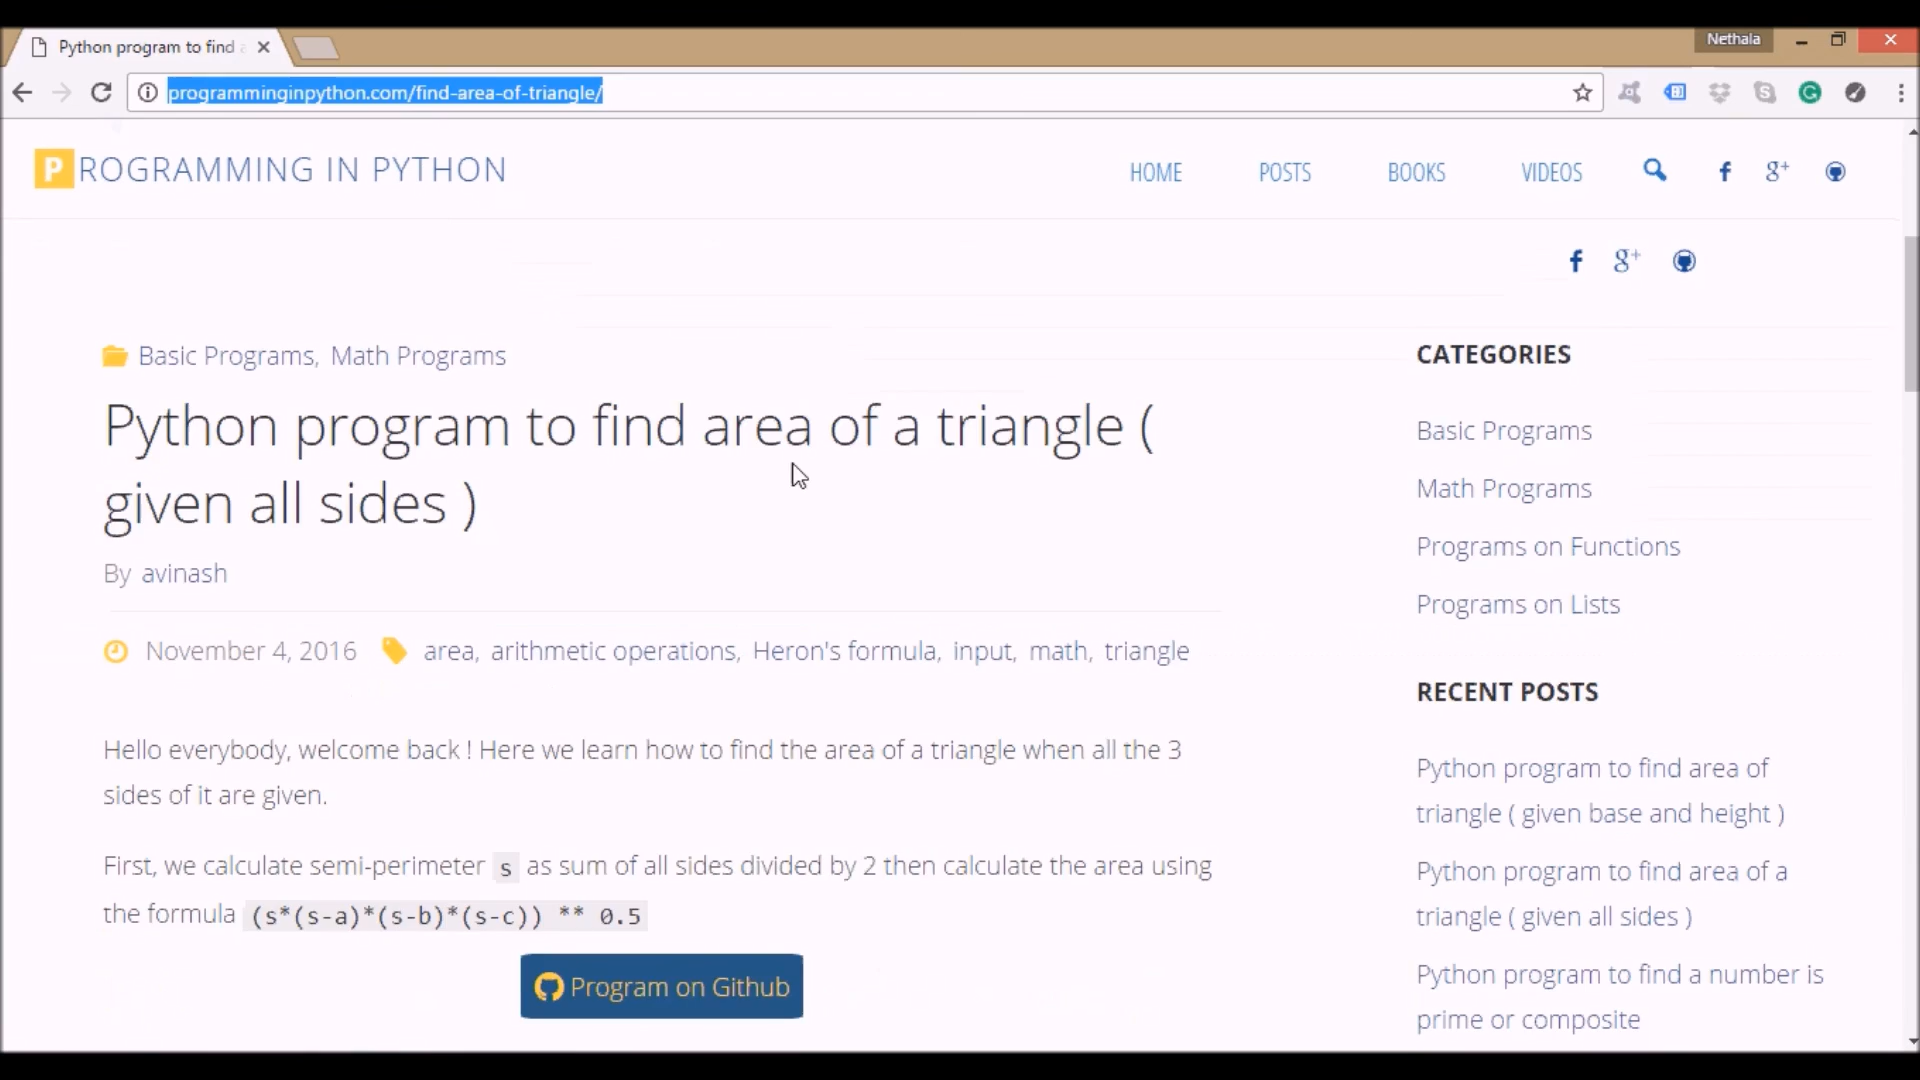 Python program to find a
Nethala
programminginpython.com/find-area-of-triangle/
PROGRAMMING IN PYTHON
HOME POSTS BOOKS VIDEOS
Basic Programs, Math Programs
Python program to find area of a triangle (
given all sides )
By avinash
November 4, 2016 area, arithmetic operations, Heron's formula, input, math, triangle
Hello everybody, welcome back ! Here we learn how to find the area of a triangle when all the 3
sides of it are given.
First, we calculate semi-perimeter s as sum of all sides divided by 2 then calculate the area using
the formula (s*(s-a)*(s-b)*(s-c)) ** 0.5
Program on Github
CATEGORIES
Basic Programs
Math Programs
Programs on Functions
Programs on Lists
RECENT POSTS
Python program to find area of
triangle ( given base and height )
Python program to find area of a
triangle ( given all sides )
Python program to find a number is
prime or composite